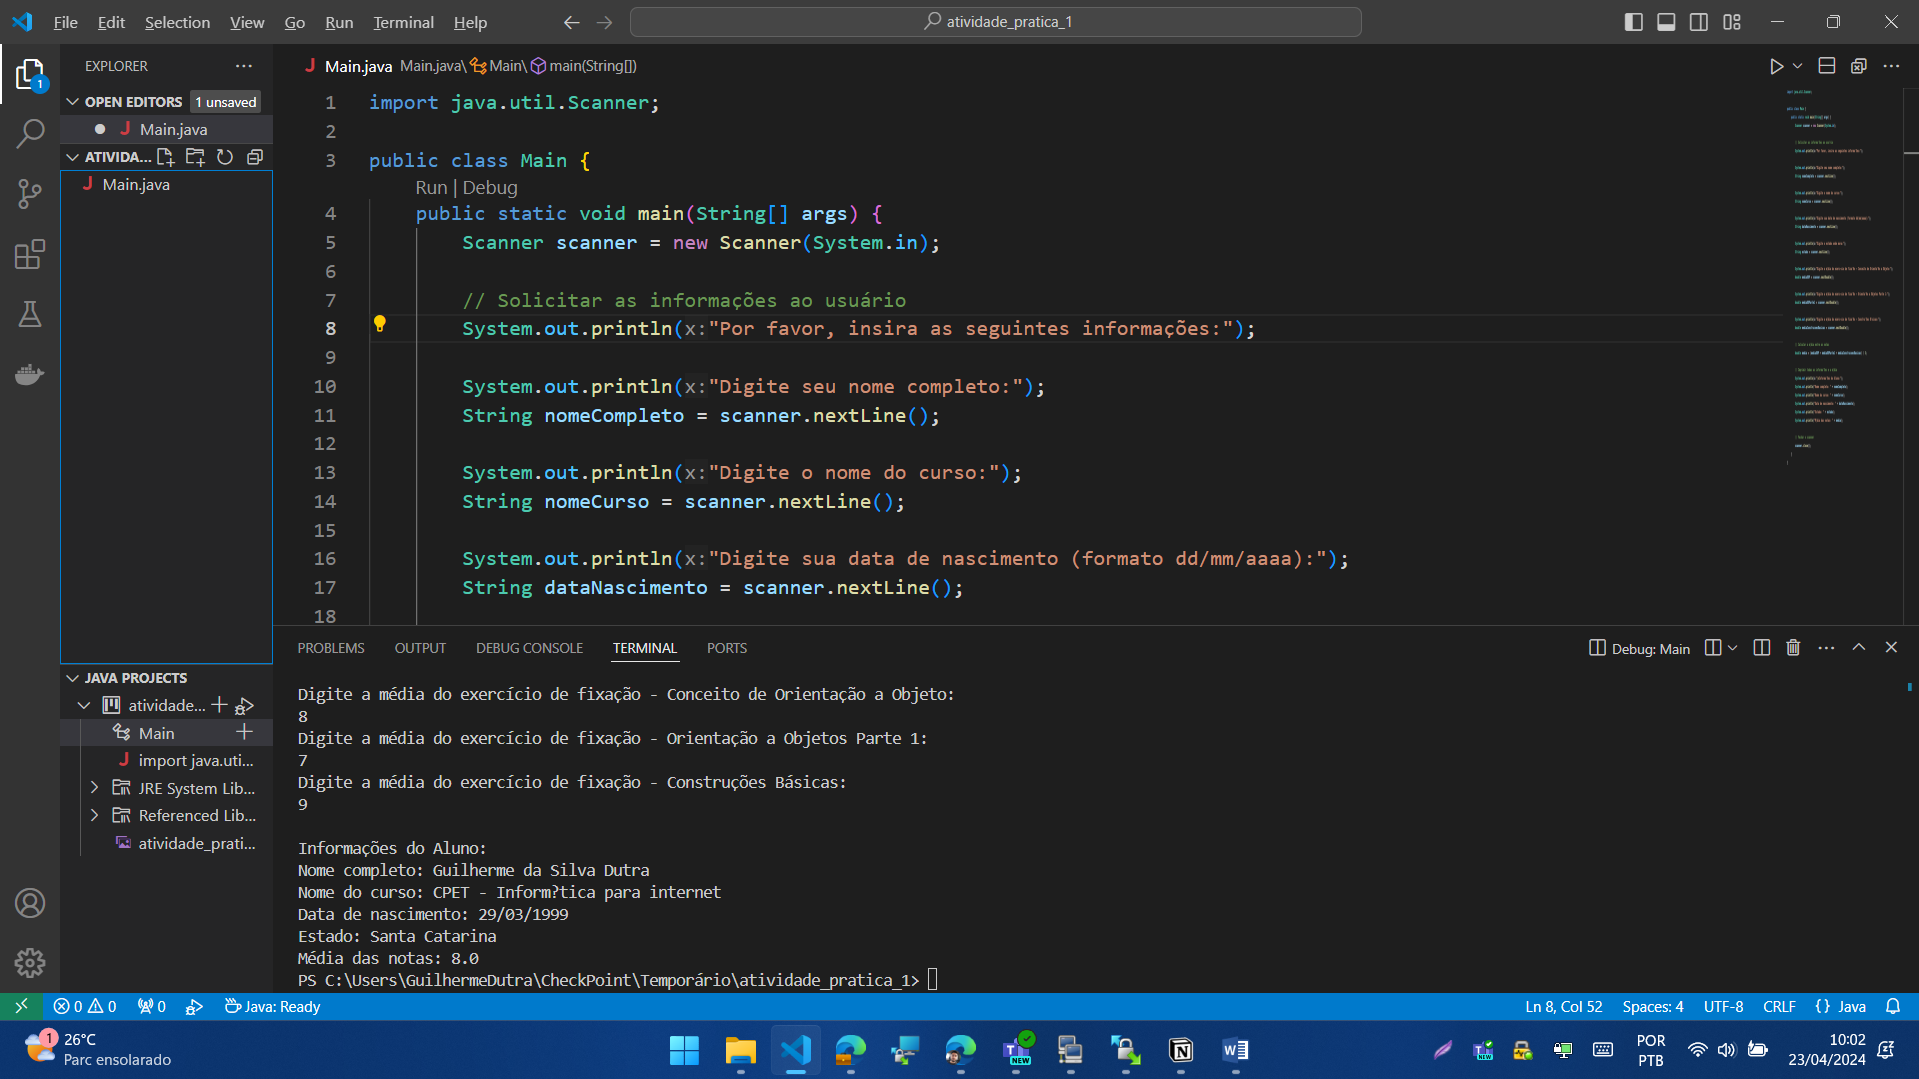 File Edit Selection View Go Run Terminal Help
atividade_pratica_1
EXPLORER
OPEN EDITORS 1 unsaved
Main.java
ATIVIDA...
Main.java
JAVA PROJECTS
atividade...
Main
import java.uti...
JRE System Lib...
Referenced Lib...
atividade_prati...
1
J Main.java Main.java\ Main\ main(String[])
1 import java.util.Scanner;
2
3 public class Main {
Run | Debug
4 public static void main(String[] args) {
5 Scanner scanner = new Scanner(System.in);
6
7 // Solicitar as informações ao usuário
8 System.out.println(x:"Por favor, insira as seguintes informações:");
9
10 System.out.println(x:"Digite seu nome completo:");
11 String nomeCompleto = scanner.nextLine();
12
13 System.out.println(x:"Digite o nome do curso:");
14 String nomeCurso = scanner.nextLine();
15
16 System.out.println(x:"Digite sua data de nascimento (formato dd/mm/aaaa):");
17 String dataNascimento = scanner.nextLine();
18
PROBLEMS OUTPUT DEBUG CONSOLE TERMINAL PORTS
Debug: Main
Digite a média do exercício de fixação - Conceito de Orientação a Objeto:
8
Digite a média do exercício de fixação - Orientação a Objetos Parte 1:
7
Digite a média do exercício de fixação - Construções Básicas:
9
Informações do Aluno:
Nome completo: Guilherme da Silva Dutra
Nome do curso: CPET - Inform?tica para internet
Data de nascimento: 29/03/1999
Estado: Santa Catarina
Média das notas: 8.0
PS C:\Users\GuilhermeDutra\CheckPoint\Temporário\atividade_pratica_1>
0 0 0 Java: Ready
Ln 8, Col 52 Spaces: 4 UTF-8 CRLF {} Java
1 26°C
Parc ensolarado
NEW
POR
PTB
10:02
23/04/2024